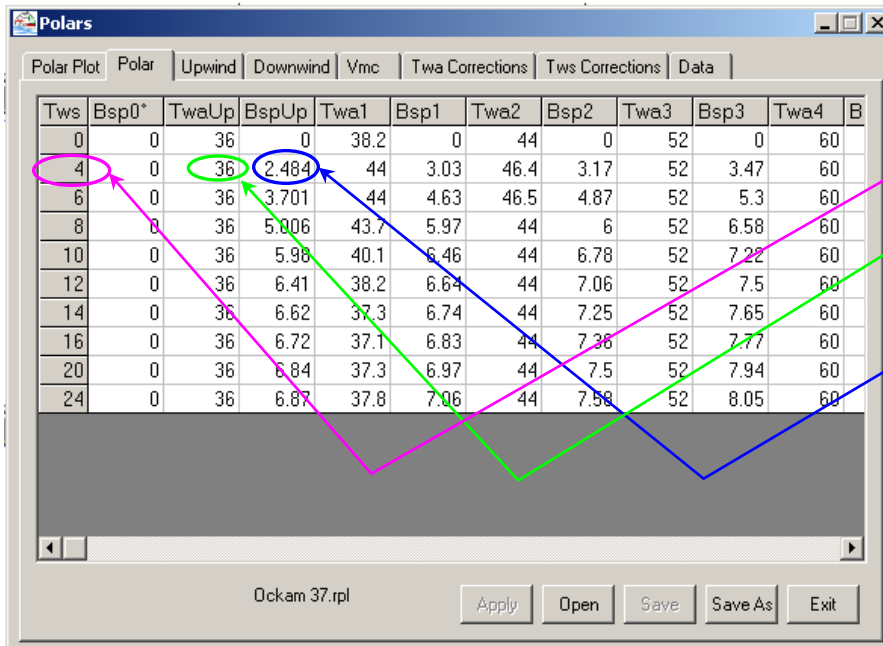 Polars
Polar Plot Polar Upwind Downwind Vmc Twa Corrections Tws Corrections Data
Tws Bsp0° TwaUp BspUp Twa1 Bsp1 Twa2 Bsp2 Twa3 Bsp3 Twa4 B
0 0 36 0 38.2 0 44 0 52 0 60
4 0 36 2.484 44 3.03 46.4 3.17 52 3.47 60
6 0 36 3.701 44 4.63 46.5 4.87 52 5.3 60
8 0 36 5.006 43.7 5.97 44 6 52 6.58 60
10 0 36 5.98 40.1 6.46 44 6.78 52 7.22 60
12 0 36 6.41 38.2 6.64 44 7.06 52 7.5 60
14 0 36 6.62 37.3 6.74 44 7.25 52 7.65 60
16 0 36 6.72 37.1 6.83 44 7.36 52 7.77 60
20 0 36 6.84 37.3 6.97 44 7.5 52 7.94 60
24 0 36 6.87 37.8 7.06 44 7.58 52 8.05 60
Ockam 37.rpl Apply Open Save Save As Exit